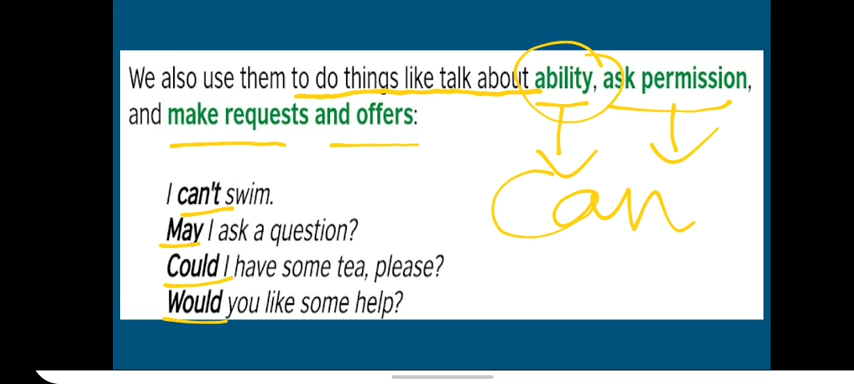 We also use them to do things like talk about ability, ask permission,
and make requests and offers:
Can
I can't swim.
May I ask a question?
Could I have some tea, please?
Would you like some help?